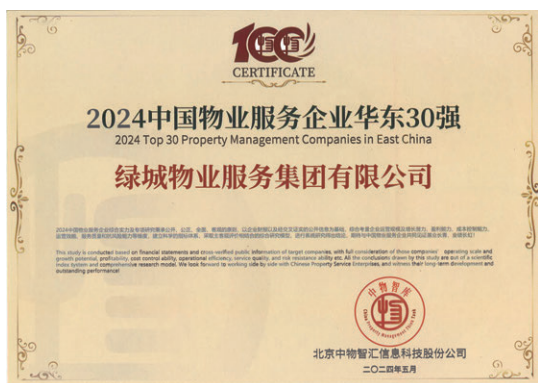 100
CERTIFICATE
2024中国物业服务企业华东30强
2024 Top 30 Property Management Companies in East China
绿城物业服务集团有限公司
This study is conducted based on financial statements and cross-verified public information of target companies, with full consideration of those companies' operating scale and
growth potential, profitability, cost control ability, operational efficiency, service quality, and risk resistance ability etc. All the conclusions drawn by this study are out of a scientific
index system and comprehensive research model. We look forward to working side by side with Chinese Property Service Enterprises, and witness their long-term development and
outstanding performance!
中物智库
China Property Management Think Tank
北京中物智汇信息科技股份公司
二〇二四年五月